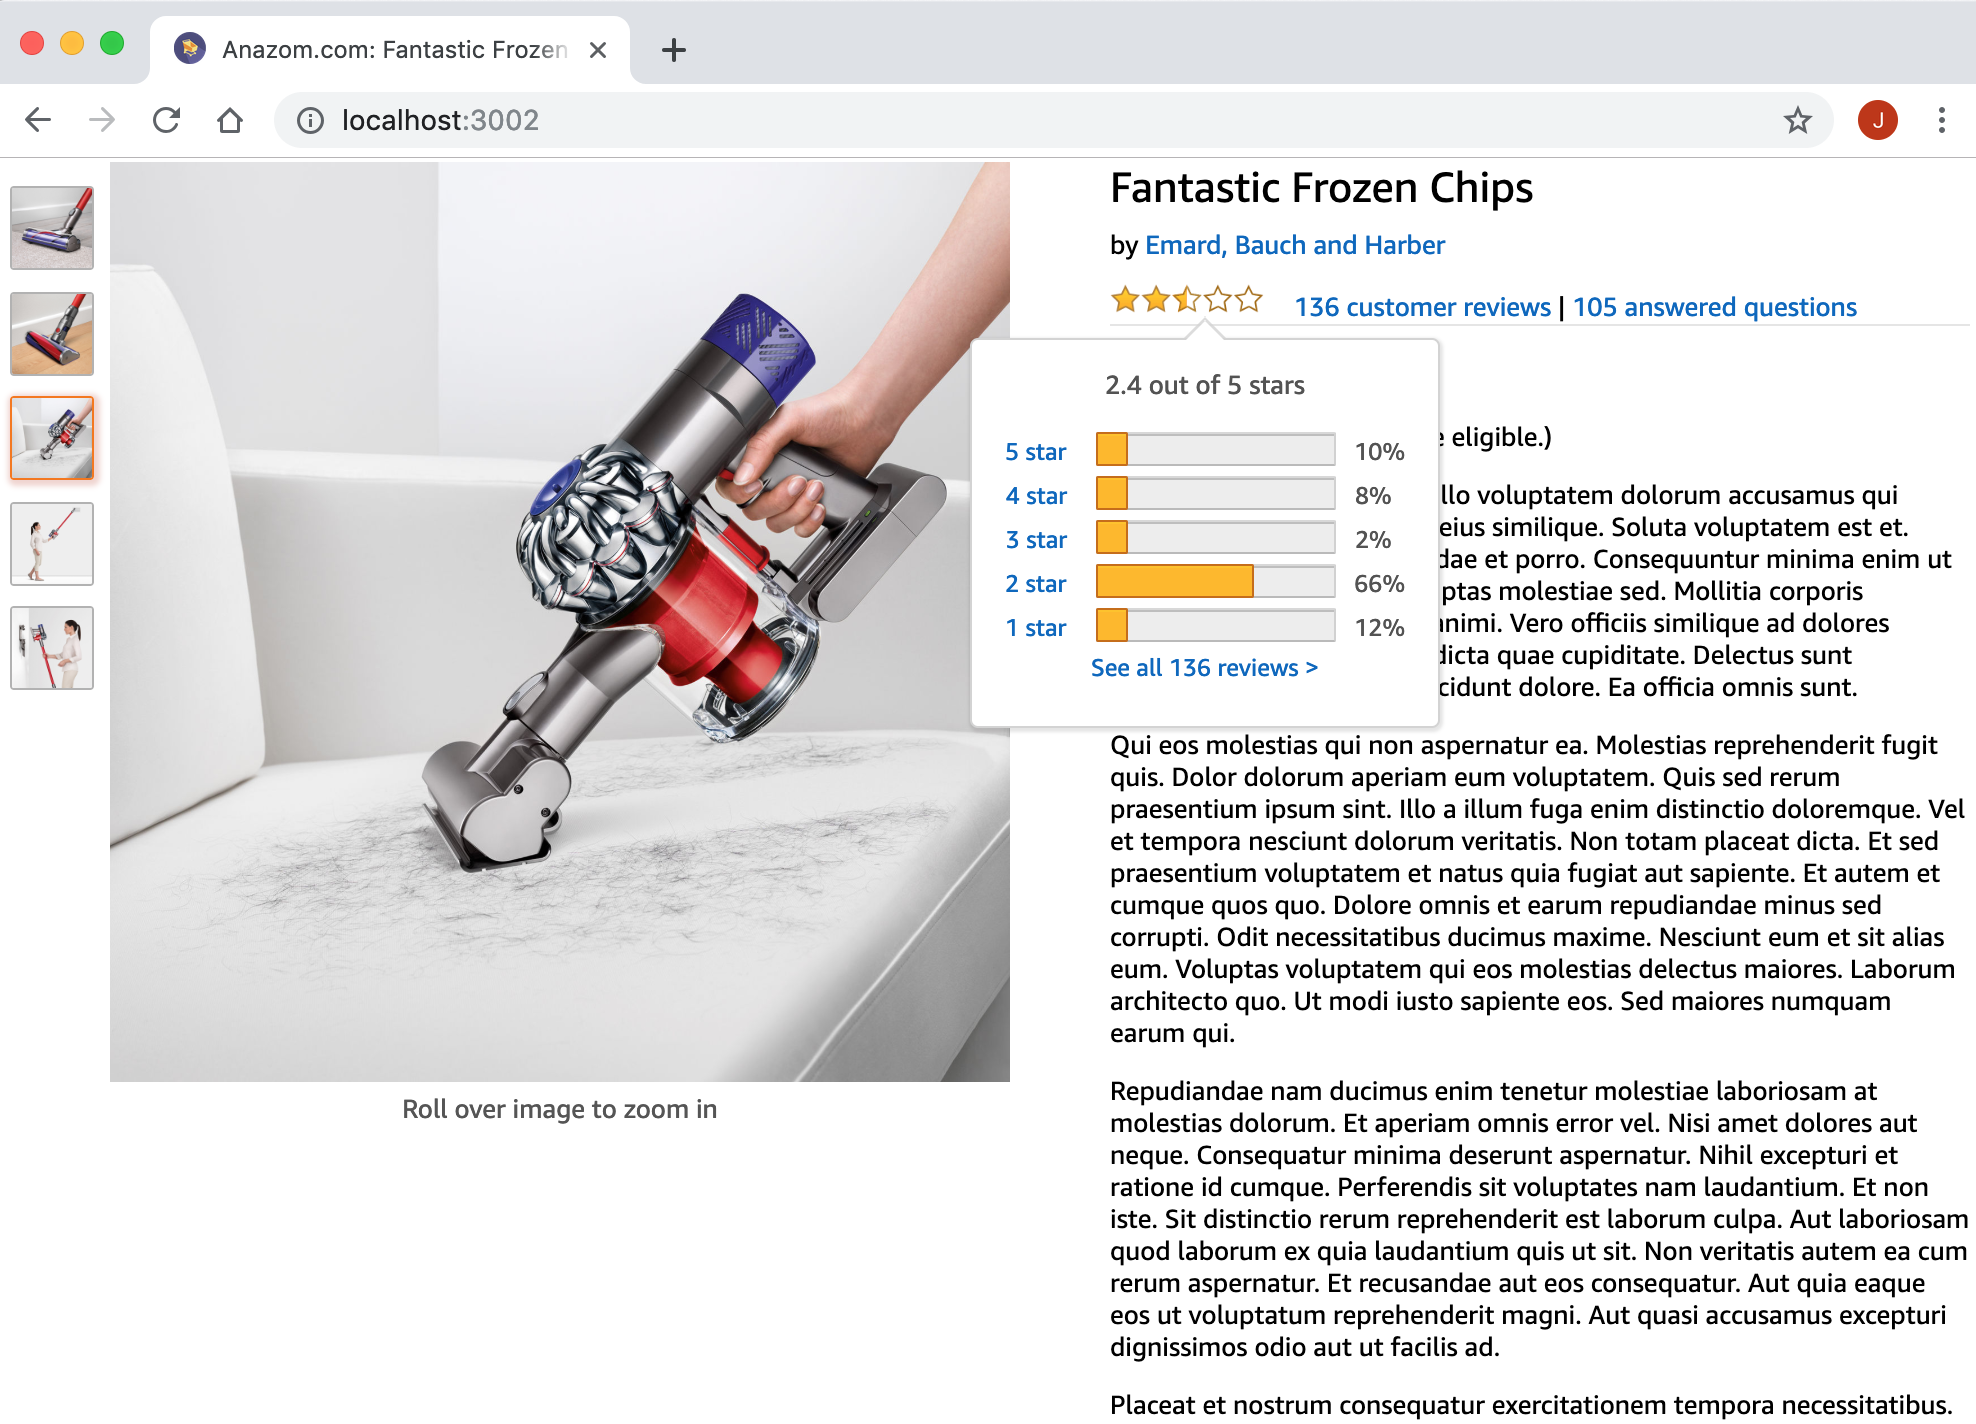 Anazom.com: Fantastic Frozen
localhost:3002
J
Fantastic Frozen Chips
by Emard, Bauch and Harber
136 customer reviews | 105 answered questions
2.4 out of 5 stars
5 star 10%
4 star 8%
3 star 2%
2 star 66%
1 star 12%
See all 136 reviews >
eligible.)
voluptatem dolorum accusamus qui
eius similique. Soluta voluptatem est et.
et porro. Consequuntur minima enim ut
molestiae sed. Mollitia corporis
Vero officiis similique ad dolores
quae cupiditate. Delectus sunt
dolore. Ea officia omnis sunt.
Qui eos molestias qui non aspernatur ea. Molestias reprehenderit fugit
quis. Dolor dolorum aperiam eum voluptatem. Quis sed rerum
praesentium ipsum sint. Illo a illum fuga enim distinctio doloremque. Vel
et tempora nesciunt dolorum veritatis. Non totam placeat dicta. Et sed
praesentium voluptatem et natus quia fugiat aut sapiente. Et autem et
cumque quos quo. Dolore omnis et earum repudiandae minus sed
corrupti. Odit necessitatibus ducimus maxime. Nesciunt eum et sit alias
eum. Voluptas voluptatem qui eos molestias delectus maiores. Laborum
architecto quo. Ut modi iusto sapiente eos. Sed maiores numquam
earum qui.
Repudiandae nam ducimus enim tenetur molestiae laboriosam at
molestias dolorum. Et aperiam omnis error vel. Nisi amet dolores aut
neque. Consequatur minima deserunt aspernatur. Nihil excepturi et
ratione id cumque. Perferendis sit voluptates nam laudantium. Et non
iste. Sit distinctio rerum reprehenderit est laborum culpa. Aut laboriosam
quod laborum ex quia laudantium quis ut sit. Non veritatis autem ea cum
rerum aspernatur. Et recusandae aut eos consequatur. Aut quia eaque
eos ut voluptatum reprehenderit magni. Aut quasi accusamus excepturi
dignissimos odio aut ut facilis ad.
Placeat et nostrum consequatur exercitationem tempora necessitatibus.
Roll over image to zoom in